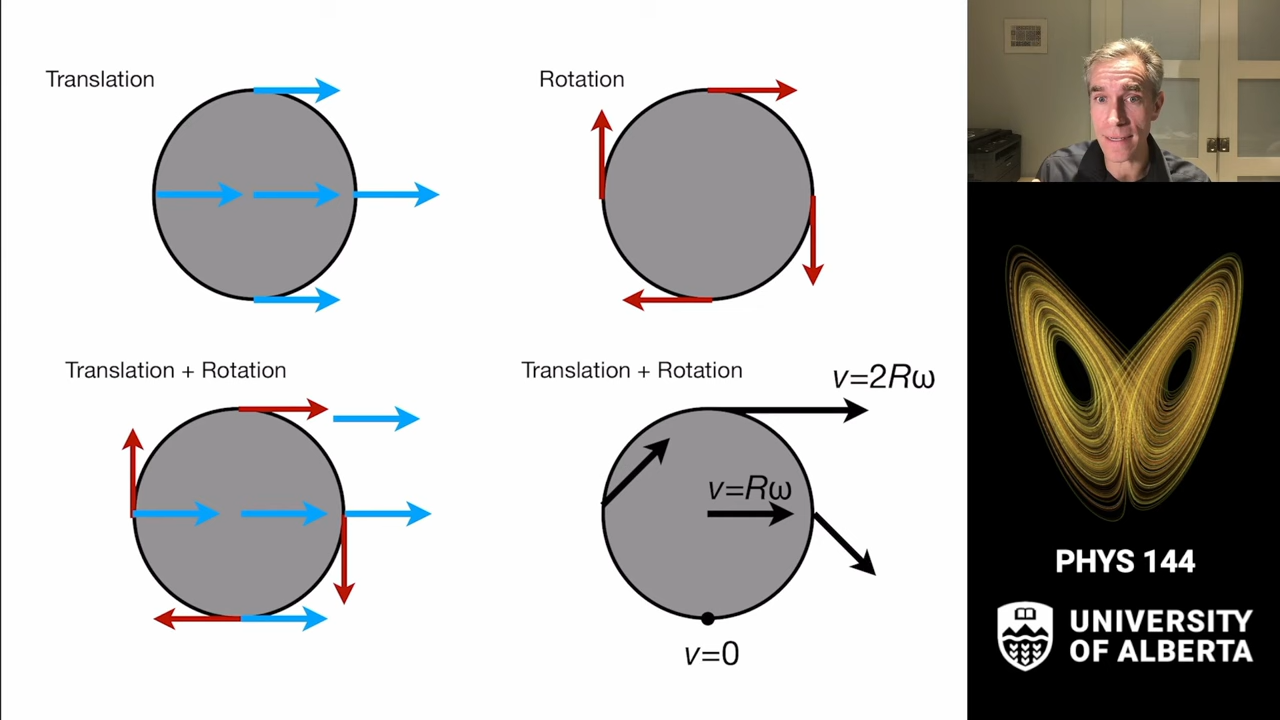 Translation
Rotation
Translation + Rotation
Translation + Rotation
v=2Rω
v=Rω
v=0
PHYS 144
UNIVERSITY
OF ALBERTA